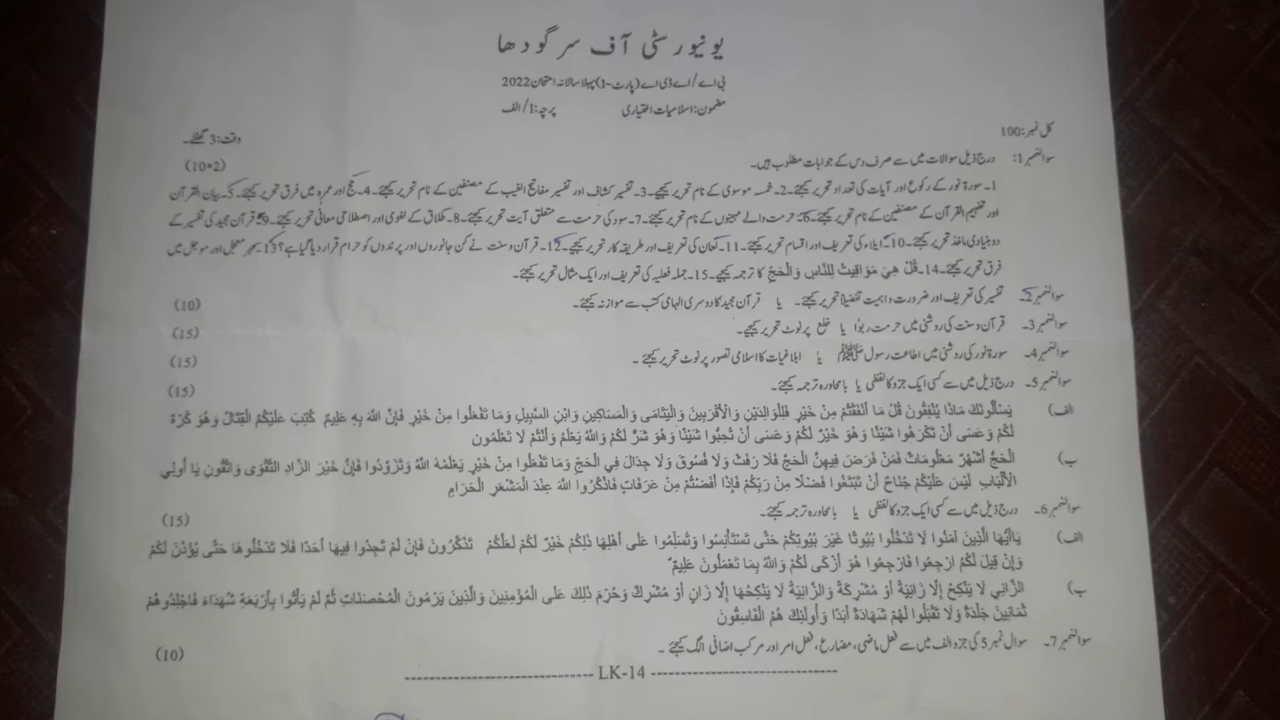 یونیورسٹی آف سرگودھا
بی اے/اے ڈی اے (پارٹ-1) پہلا سالانہ امتحان 2022
مضمون: اسلامیات اختیاری پرچہ: 1/الف
کل نمبر: 100
وقت: 3 گھنٹے۔
سوال نمبر 1: درج ذیل سوالات میں سے صرف دس کے جوابات مطلوب ہیں۔ (10*2)
1۔ سورۃ نور کے رکوع اور آیات کی تعداد تحریر کیجئے۔ 2۔ خمسہ موسوی کے نام تحریر کیجیے۔ 3۔ تفسیر کشاف اور تفسیر مفاتیح الغیب کے مصنفین کے نام تحریر کیجئے۔ 4۔ حج اور عمرہ میں فرق تحریر کیجئے۔ 5۔ بیان القرآن
اور تفہیم القرآن کے مصنفین کے نام تحریر کیجئے۔ 6۔ حرمت والے مہینوں کے نام تحریر کیجئے۔ 7۔ سود کی حرمت سے متعلق آیت تحریر کیجئے۔ 8۔ طلاق کے لغوی اور اصطلاحی معانی تحریر کیجئے۔ 9۔ قرآن مجید کی تفسیر کے
دو بنیادی ماخذ تحریر کیجئے۔ 10۔ ایلاء کی تعریف اور اقسام تحریر کیجئے۔ 11۔ لعان کی تعریف اور طریقہ کار تحریر کیجیے۔ 12۔ قرآن و سنت نے کن جانوروں اور پرندوں کو حرام قرار دیا گیا ہے؟ 13۔ مہر معجل اور موجل میں
فرق تحریر کیجئے۔ 14۔ قُلْ هِيَ مَوَاقِيتُ لِلنَّاسِ وَالْحَجِّ کا ترجمہ کیجیے۔ 15۔ جملہ فعلیہ کی تعریف اور ایک مثال تحریر کیجئے۔
سوال نمبر 2۔ تفسیر کی تعریف اور ضرورت و اہمیت تفصیلاً تحریر کیجئے۔ یا قرآن مجید کا دوسری الہامی کتب سے موازنہ کیجئے۔ (10)
سوال نمبر 3۔ قرآن و سنت کی روشنی میں حرمت ربوٰا یا خلع پر نوٹ تحریر کیجیے۔ (15)
سوال نمبر 4۔ سورۃ نور کی روشنی میں اطاعت رسول ﷺ یا ابلاغیات کا اسلامی تصور پر نوٹ تحریر کیجئے۔ (15)
سوال نمبر 5۔ درج ذیل میں سے کسی ایک جزو کا لفظی یا بامحاورہ ترجمہ کیجئے۔ (15)
الف) يَسْأَلُونَكَ مَاذَا يُنْفِقُونَ قُلْ مَا أَنْفَقْتُمْ مِنْ خَيْرٍ فَلِلْوَالِدَيْنِ وَالْأَقْرَبِينَ وَالْيَتَامَى وَالْمَسَاكِينِ وَابْنِ السَّبِيلِ وَمَا تَفْعَلُوا مِنْ خَيْرٍ فَإِنَّ اللَّهَ بِهِ عَلِيمٌ كُتِبَ عَلَيْكُمُ الْقِتَالُ وَهُوَ كُرْهٌ
لَكُمْ وَعَسَى أَنْ تَكْرَهُوا شَيْئًا وَهُوَ خَيْرٌ لَكُمْ وَعَسَى أَنْ تُحِبُّوا شَيْئًا وَهُوَ شَرٌّ لَكُمْ وَاللَّهُ يَعْلَمُ وَأَنْتُمْ لَا تَعْلَمُونَ
ب) الْحَجُّ أَشْهُرٌ مَعْلُومَاتٌ فَمَنْ فَرَضَ فِيهِنَّ الْحَجَّ فَلَا رَفَثَ وَلَا فُسُوقَ وَلَا جِدَالَ فِي الْحَجِّ وَمَا تَفْعَلُوا مِنْ خَيْرٍ يَعْلَمْهُ اللَّهُ وَتَزَوَّدُوا فَإِنَّ خَيْرَ الزَّادِ التَّقْوَى وَاتَّقُونِ يَا أُولِي
الْأَلْبَابِ لَيْسَ عَلَيْكُمْ جُنَاحٌ أَنْ تَبْتَغُوا فَضْلًا مِنْ رَبِّكُمْ فَإِذَا أَفَضْتُمْ مِنْ عَرَفَاتٍ فَاذْكُرُوا اللَّهَ عِنْدَ الْمَشْعَرِ الْحَرَامِ
سوال نمبر 6۔ درج ذیل میں سے کسی ایک جزو کا لفظی یا بامحاورہ ترجمہ کیجئے۔ (15)
الف) يَاأَيُّهَا الَّذِينَ آمَنُوا لَا تَدْخُلُوا بُيُوتًا غَيْرَ بُيُوتِكُمْ حَتَّى تَسْتَأْنِسُوا وَتُسَلِّمُوا عَلَى أَهْلِهَا ذَلِكُمْ خَيْرٌ لَكُمْ لَعَلَّكُمْ تَذَكَّرُونَ فَإِنْ لَمْ تَجِدُوا فِيهَا أَحَدًا فَلَا تَدْخُلُوهَا حَتَّى يُؤْذَنَ لَكُمْ
وَإِنْ قِيلَ لَكُمُ ارْجِعُوا فَارْجِعُوا هُوَ أَزْكَى لَكُمْ وَاللَّهُ بِمَا تَعْمَلُونَ عَلِيمٌ
ب) الزَّانِي لَا يَنْكِحُ إِلَّا زَانِيَةً أَوْ مُشْرِكَةً وَالزَّانِيَةُ لَا يَنْكِحُهَا إِلَّا زَانٍ أَوْ مُشْرِكٌ وَحُرِّمَ ذَلِكَ عَلَى الْمُؤْمِنِينَ وَالَّذِينَ يَرْمُونَ الْمُحْصَنَاتِ ثُمَّ لَمْ يَأْتُوا بِأَرْبَعَةِ شُهَدَاءَ فَاجْلِدُوهُمْ
ثَمَانِينَ جَلْدَةً وَلَا تَقْبَلُوا لَهُمْ شَهَادَةً أَبَدًا وَأُولَئِكَ هُمُ الْفَاسِقُونَ
سوال نمبر 7۔ سوال نمبر 5 کی جزو الف میں سے فعل ماضی، مضارع، فعل امر اور مرکب اضافی الگ کیجئے۔ (10)
LK-14